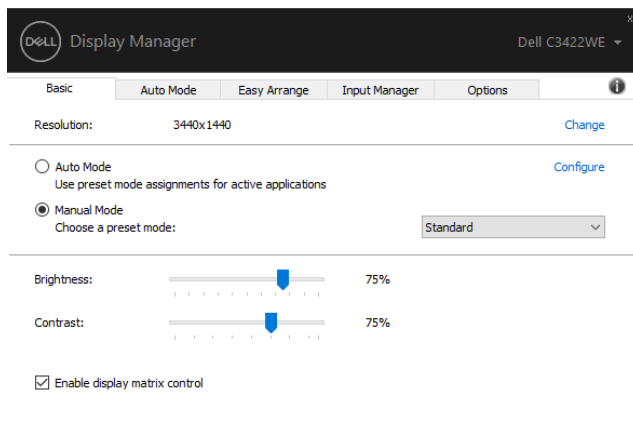 DELL Display Manager
Dell C3422WE
x
Basic Auto Mode Easy Arrange Input Manager Options i
Resolution: 3440x1440 Change
Auto Mode Configure
Use preset mode assignments for active applications
Manual Mode
Choose a preset mode: Standard
Brightness: 75%
Contrast: 75%
Enable display matrix control